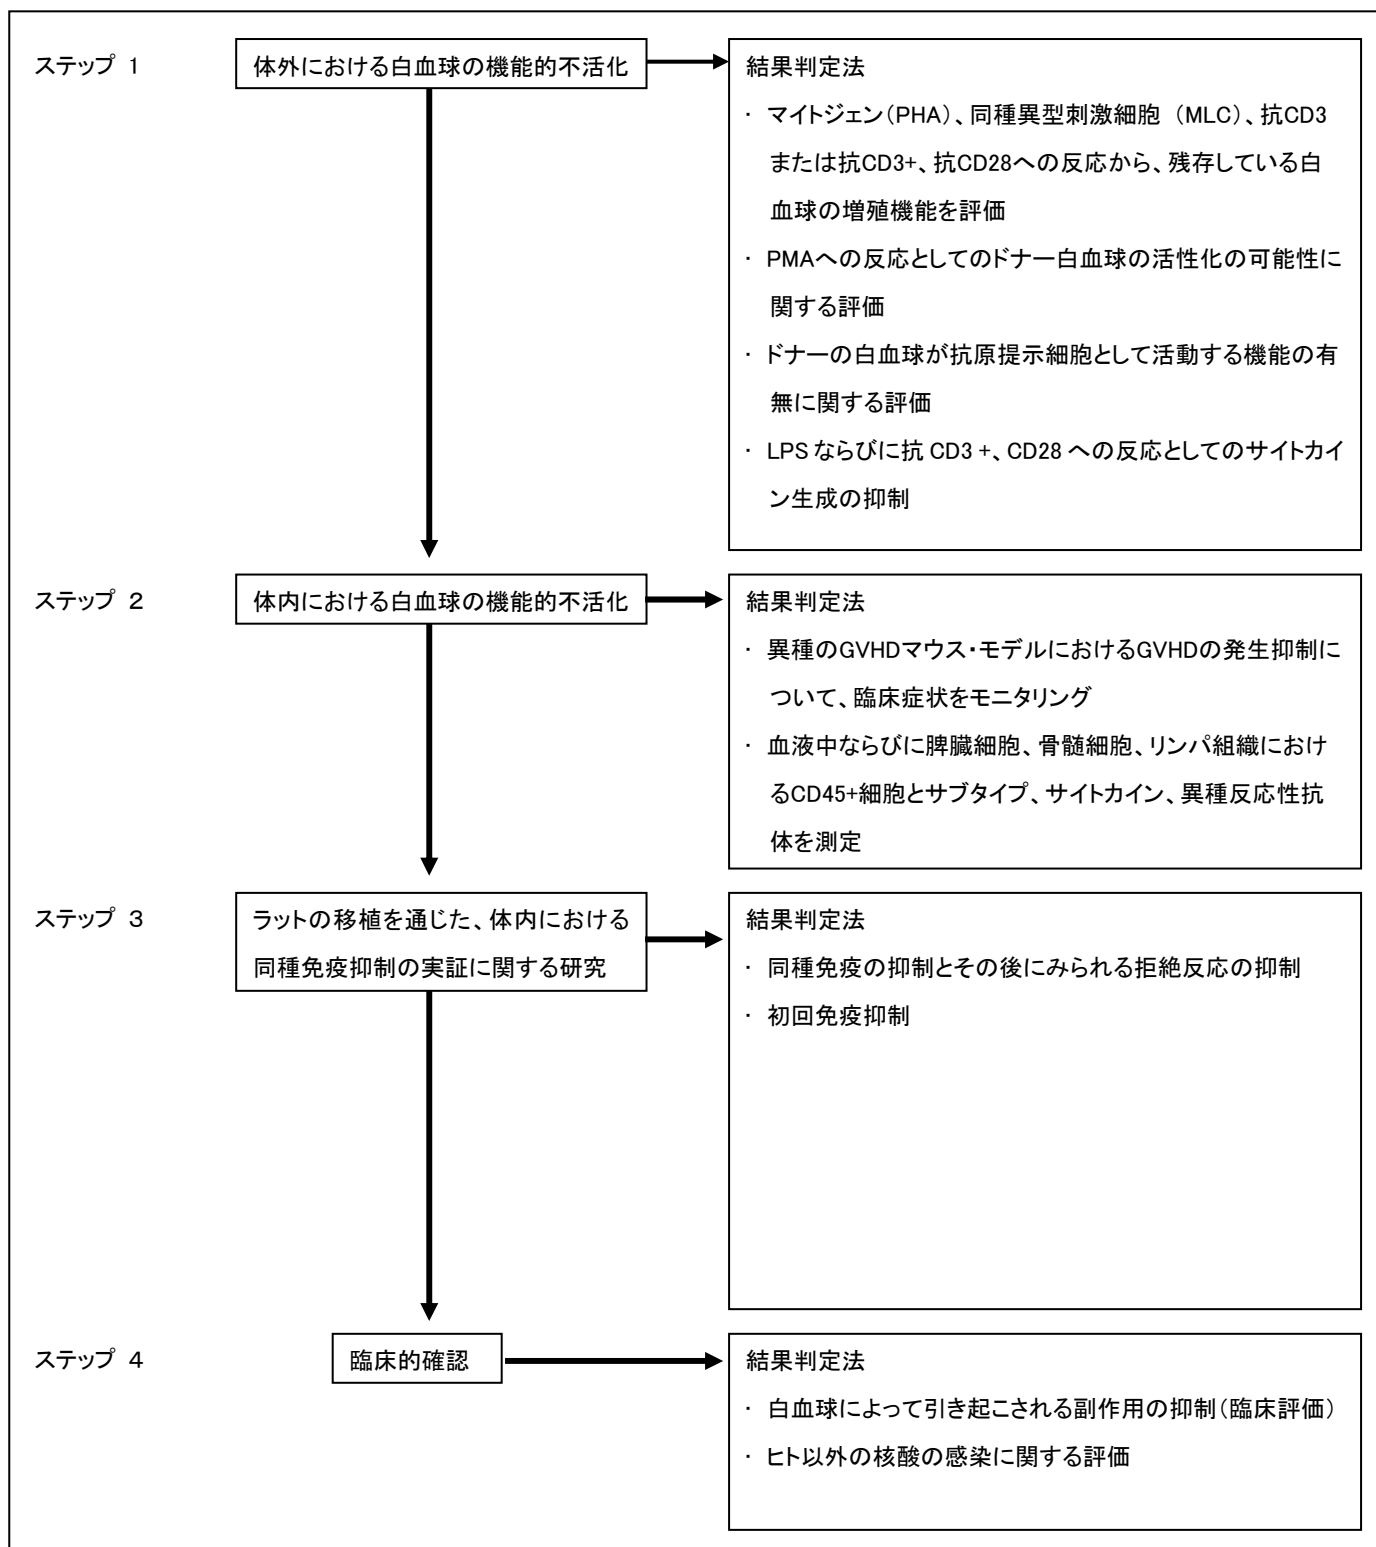 ステップ 1
体外における白血球の機能的不活化
結果判定法
・ マイトジェン(PHA)、同種異型刺激細胞 (MLC)、抗CD3
または抗CD3+、抗CD28への反応から、残存している白
血球の増殖機能を評価
・ PMAへの反応としてのドナー白血球の活性化の可能性に
関する評価
・ ドナーの白血球が抗原提示細胞として活動する機能の有
無に関する評価
・ LPS ならびに抗 CD3 +、CD28 への反応としてのサイトカイ
ン生成の抑制
ステップ 2
体内における白血球の機能的不活化
結果判定法
・ 異種のGVHDマウス・モデルにおけるGVHDの発生抑制に
ついて、臨床症状をモニタリング
・ 血液中ならびに脾臓細胞、骨髄細胞、リンパ組織におけ
るCD45+細胞とサブタイプ、サイトカイン、異種反応性抗
体を測定
ステップ 3
ラットの移植を通じた、体内における
同種免疫抑制の実証に関する研究
結果判定法
・ 同種免疫の抑制とその後にみられる拒絶反応の抑制
・ 初回免疫抑制
ステップ 4
臨床的確認
結果判定法
・ 白血球によって引き起こされる副作用の抑制(臨床評価)
・ ヒト以外の核酸の感染に関する評価